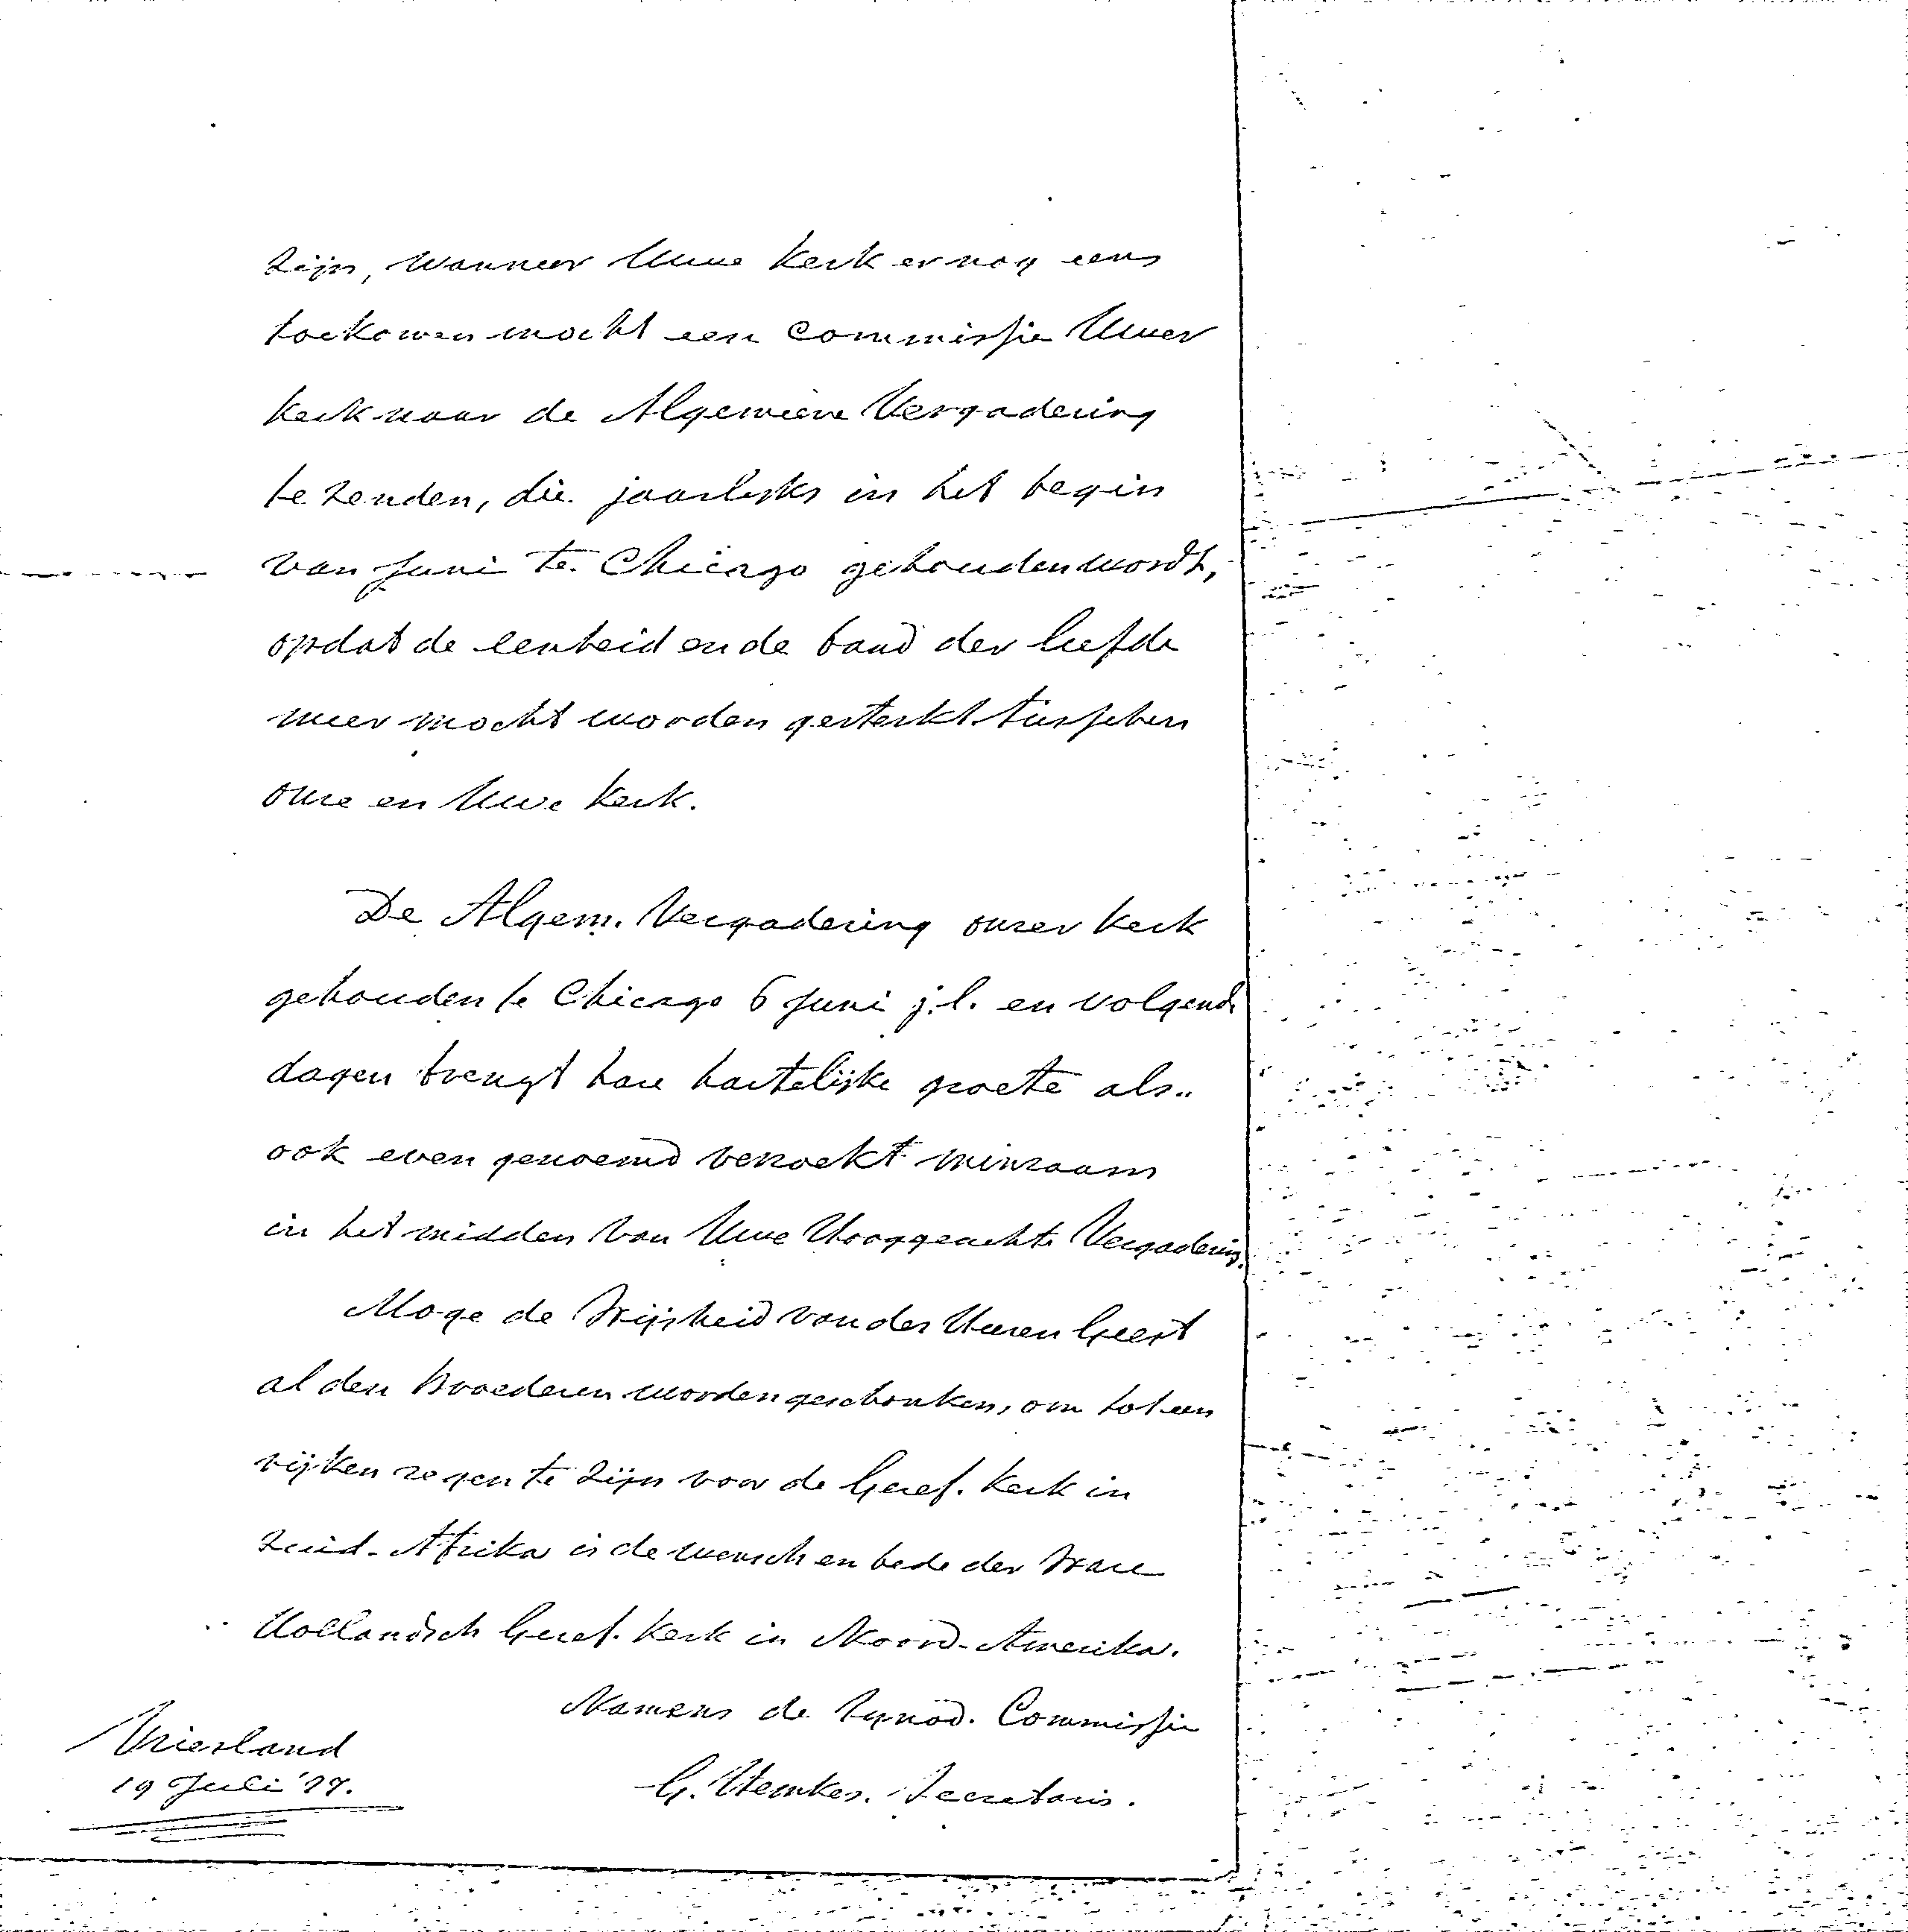 zijn, wanneer Uwe Kerk er nog eens
toekomen mocht een Commissie Uwer
Kerk naar de Algemeene Vergadering
te zenden, die jaarlijks in het begin
van Juni te Chicago gehouden wordt,
opdat de eenheid en de band der liefde
meer mocht worden gesterkt tusschen
onze en Uwe Kerk.
De Algem. Vergadering onzer Kerk
gehouden te Chicago 6 Juni j.l. en volgende
dagen brengt hare hartelijke groete als..
ook even genoemd verzoekt minzaam
in het midden van Uwe Hooggeachte Vergadering.
Moge de Wijsheid van des Heeren Geest
al den Broederen worden geschonken, om tot een
rijken zegen te zijn voor de Geref. Kerk in
Zuid-Afrika is de wensch en bede der Ware
Hollandsch Geref. Kerk in Noord-Amerika.
Namens de Synod. Commissie
Vriesland
19 Juli '77.
G. Hemkes. Secretaris.